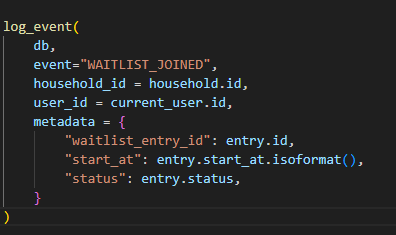 log_event(
    db,
    event="WAITLIST_JOINED",
    household_id = household.id,
    user_id = current_user.id,
    metadata = {
        "waitlist_entry_id": entry.id,
        "start_at": entry.start_at.isoformat(),
        "status": entry.status,
    }
)